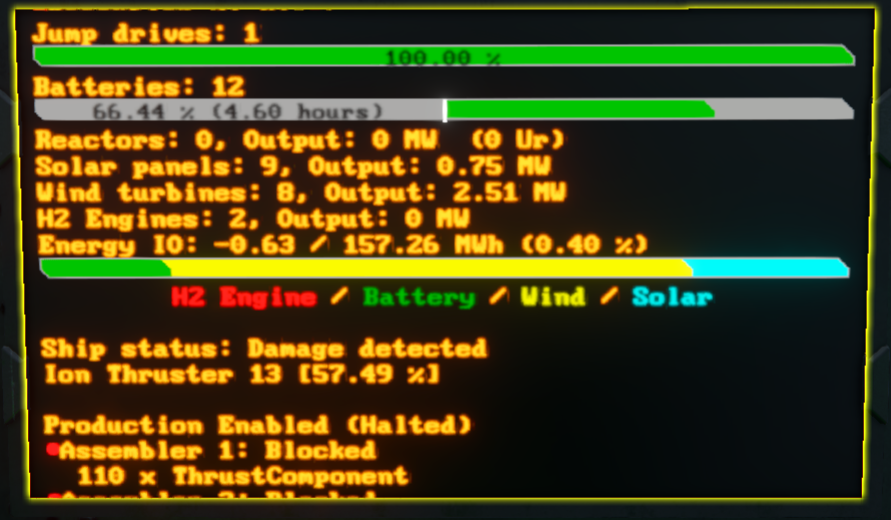 Jump drives: 1
100.00 %
Batteries: 12
66.44 % (4.60 hours)
Reactors: 0, Output: 0 MW (0 Ur)
Solar panels: 9, Output: 0.75 MW
Wind turbines: 8, Output: 2.51 MW
H2 Engines: 2, Output: 0 MW
Energy IO: -0.63 / 157.26 MWh (0.40 %)
H2 Engine / Battery / Wind / Solar
Ship status: Damage detected
Ion Thruster 13 [57.49 %]
Production Enabled (Halted)
Assembler 1: Blocked
110 x ThrustComponent